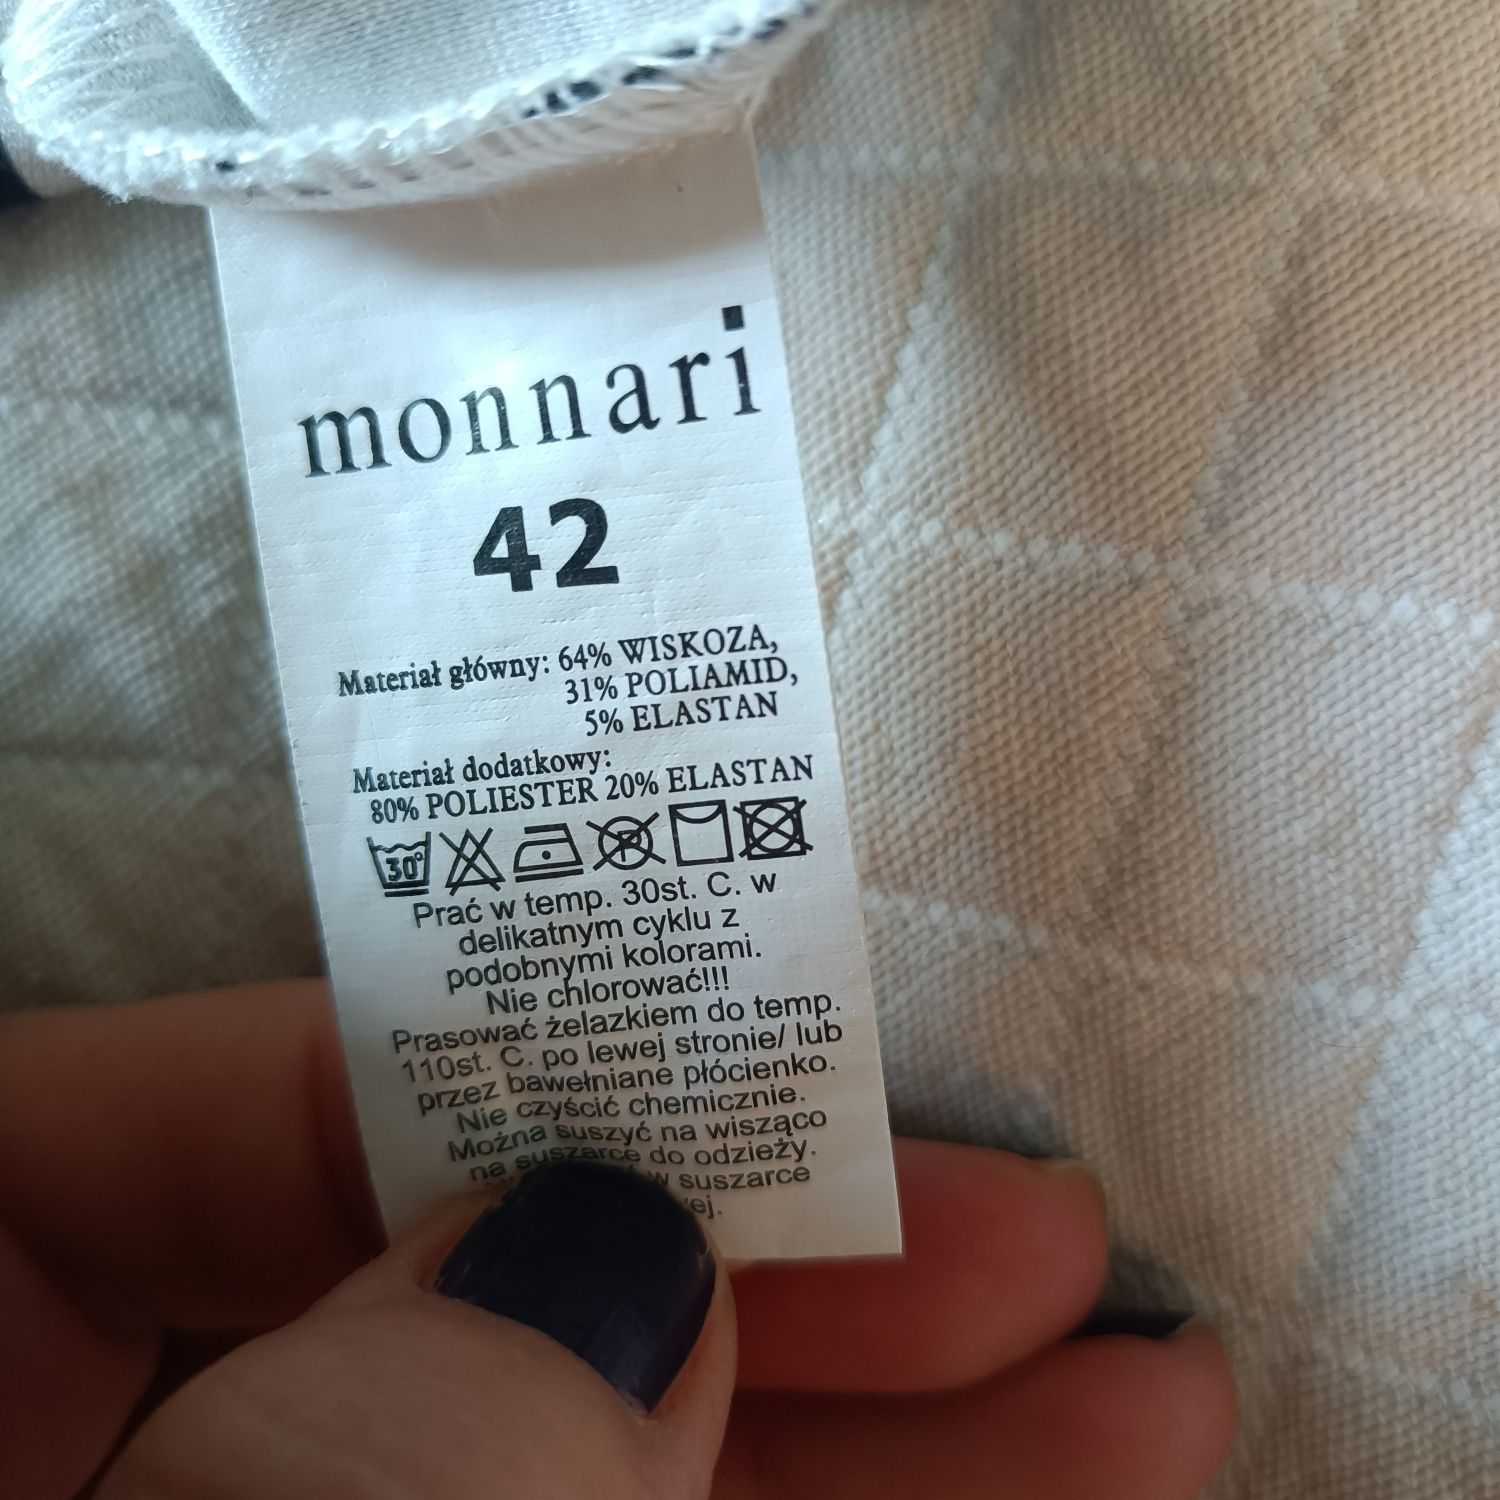 monnari
42
Materiał główny: 64% WISKOZA,
31% POLIAMID,
5% ELASTAN
Materiał dodatkowy:
80% POLIESTER 20% ELASTAN
30° P
Prać w temp. 30st. C. w
delikatnym cyklu z
podobnymi kolorami.
Nie chlorować!!!
Prasować żelazkiem do temp.
110st. C. po lewej stronie/ lub
przez bawełniane płócienko.
Nie czyścić chemicznie.
Można suszyć na wisząco
na suszarce do odzieży.
w suszarce